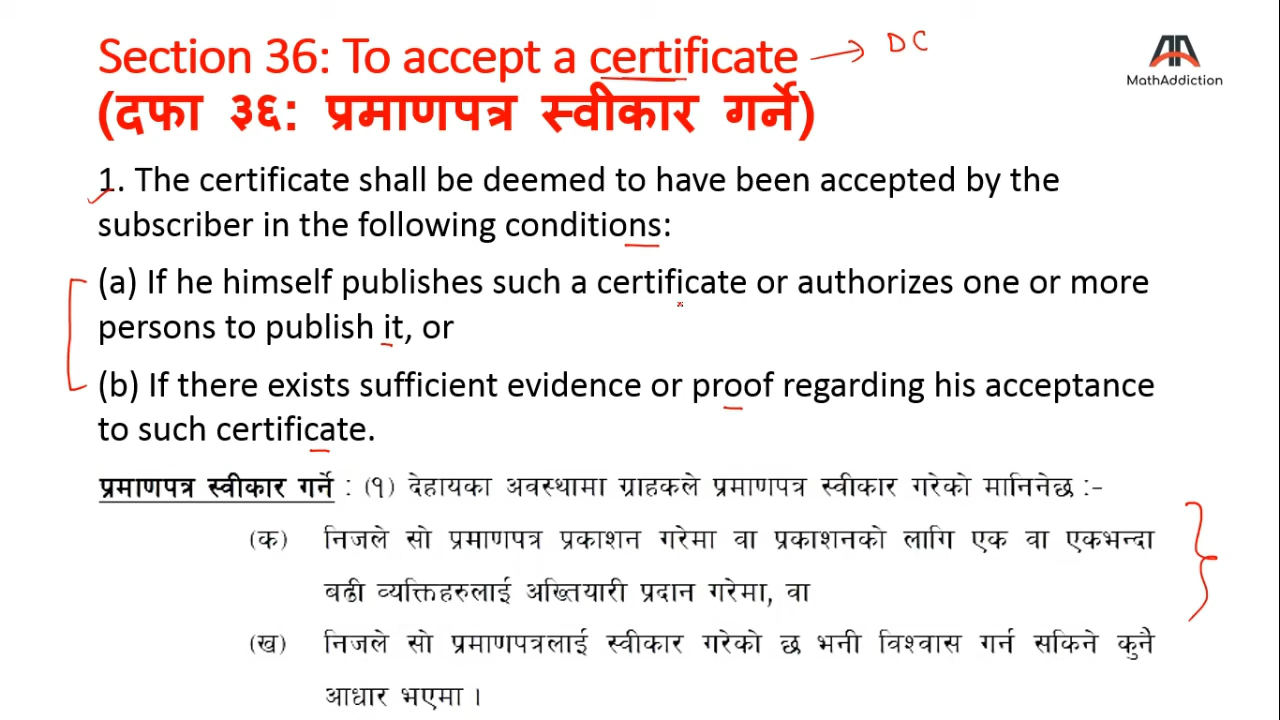 Section 36: To accept a certificate → DC
MathAddiction
(दफा ३६: प्रमाणपत्र स्वीकार गर्ने)
1. The certificate shall be deemed to have been accepted by the
subscriber in the following conditions:
(a) If he himself publishes such a certificate or authorizes one or more
persons to publish it, or
(b) If there exists sufficient evidence or proof regarding his acceptance
to such certificate.
प्रमाणपत्र स्वीकार गर्ने : (१) देहायका अवस्थामा ग्राहकले प्रमाणपत्र स्वीकार गरेको मानिनेछ :-
(क) निजले सो प्रमाणपत्र प्रकाशन गरेमा वा प्रकाशनको लागि एक वा एकभन्दा
बढी व्यक्तिहरुलाई अख्तियारी प्रदान गरेमा, वा
(ख) निजले सो प्रमाणपत्रलाई स्वीकार गरेको छ भनी विश्वास गर्न सकिने कुनै
आधार भएमा ।